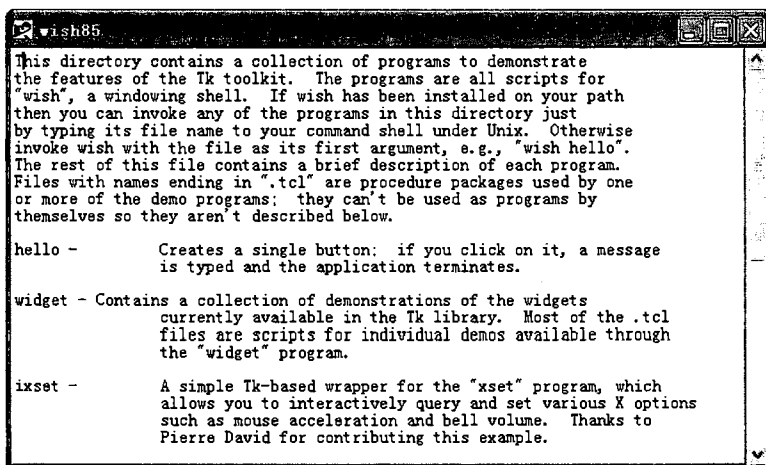 wish85
This directory contains a collection of programs to demonstrate
the features of the Tk toolkit.  The programs are all scripts for
"wish", a windowing shell.  If wish has been installed on your path
then you can invoke any of the programs in this directory just
by typing its file name to your command shell under Unix.  Otherwise
invoke wish with the file as its first argument, e.g., "wish hello".
The rest of this file contains a brief description of each program.
Files with names ending in ".tcl" are procedure packages used by one
or more of the demo programs;  they can't be used as programs by
themselves so they aren't described below.
hello -          Creates a single button;  if you click on it, a message
is typed and the application terminates.
widget - Contains a collection of demonstrations of the widgets
currently available in the Tk library.  Most of the .tcl
files are scripts for individual demos available through
the "widget" program.
ixset -          A simple Tk-based wrapper for the "xset" program, which
allows you to interactively query and set various X options
such as mouse acceleration and bell volume.  Thanks to
Pierre David for contributing this example.